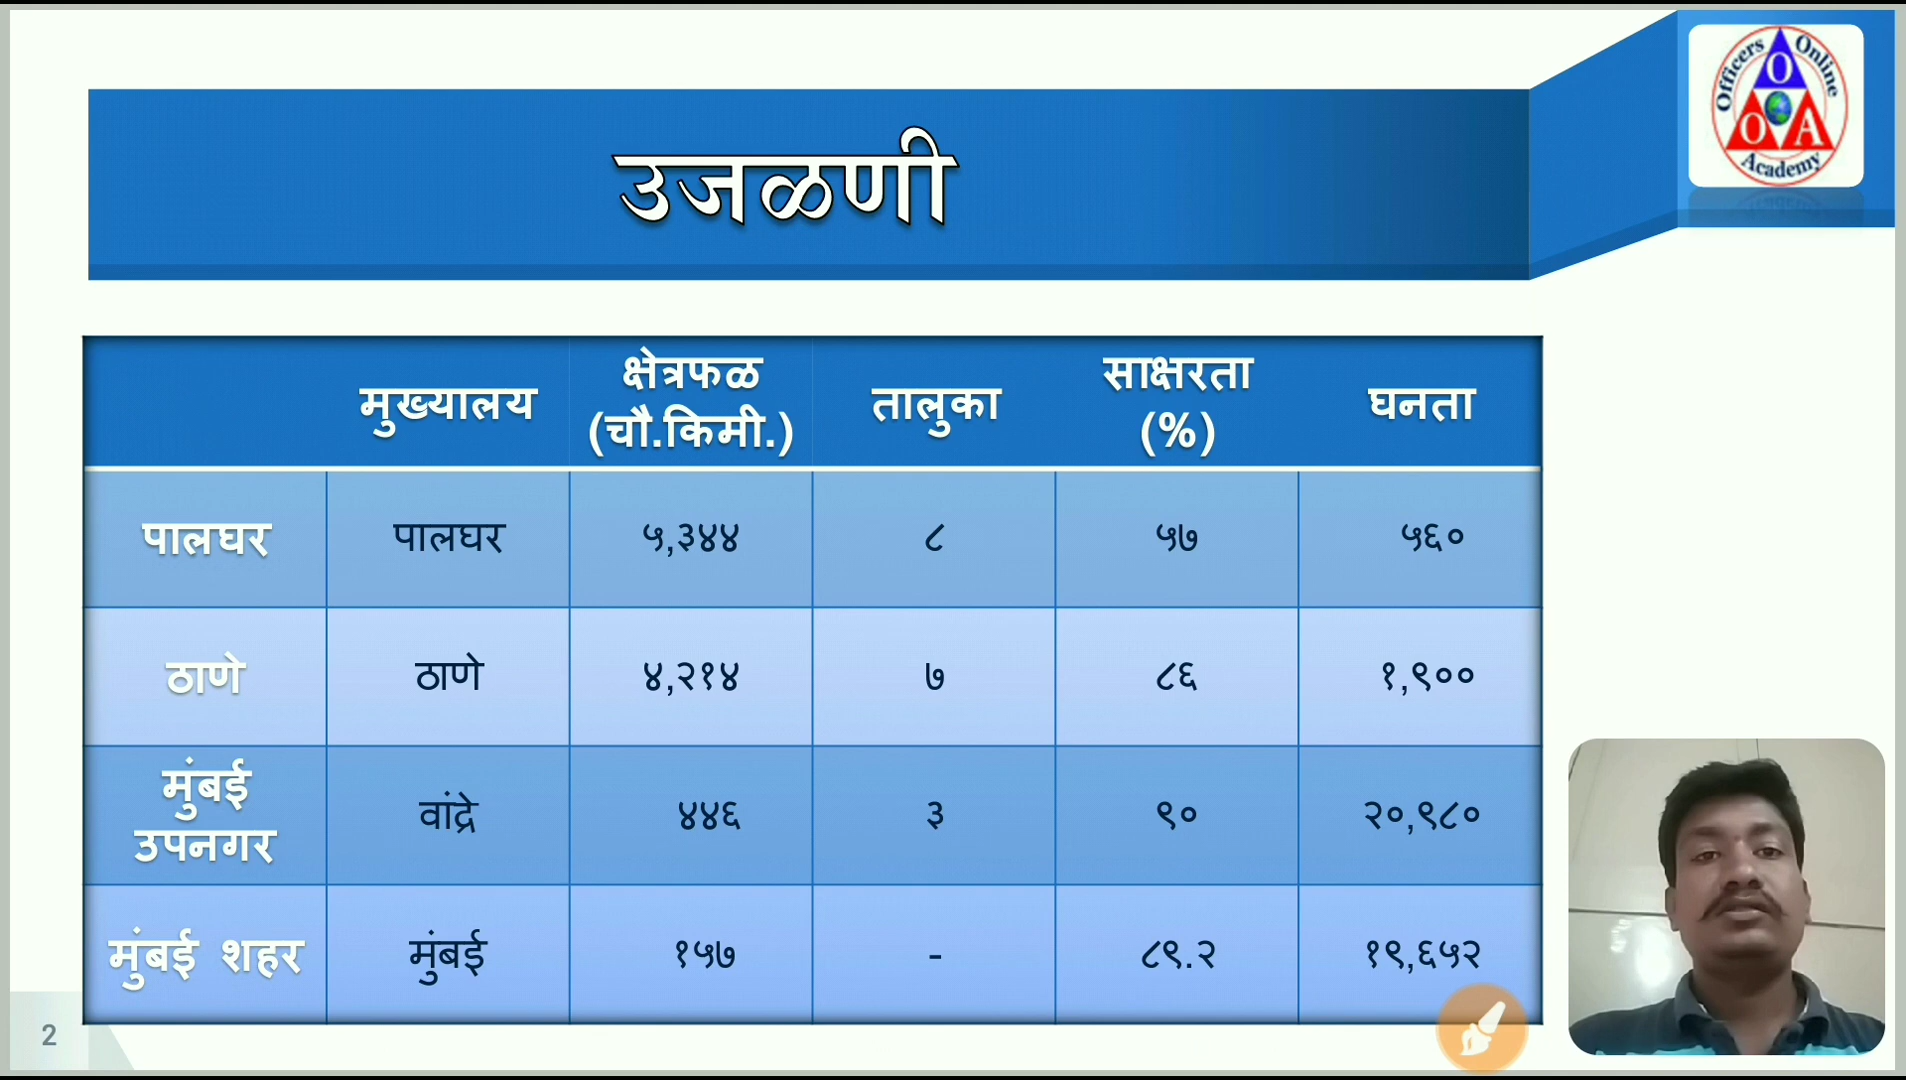 Officers Online Academy
O
O A
उजळणी
मुख्यालय क्षेत्रफळ (चौ.किमी.) तालुका साक्षरता (%) घनता
पालघर पालघर ५,३४४ ८ ५७ ५६०
ठाणे ठाणे ४,२१४ ७ ८६ १,९००
मुंबई उपनगर वांद्रे ४४६ ३ ९० २०,९८०
मुंबई शहर मुंबई १५७ - ८९.२ १९,६५२
2